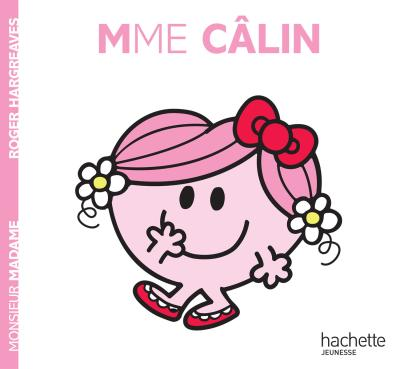 MME CÂLIN
MONSIEUR MADAME ROGER HARGREAVES
hachette
JEUNESSE